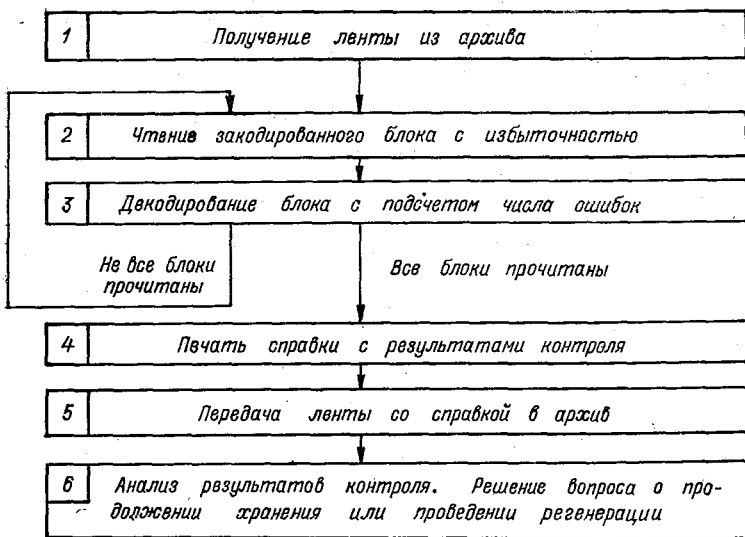 1 Получение ленты из архива
2 Чтение закодированного блока с избыточностью
3 Декодирование блока с подсчетом числа ошибок
Не все блоки
прочитаны
Все блоки прочитаны
4 Печать справки с результатами контроля
5 Передача ленты со справкой в архив
6 Анализ результатов контроля. Решение вопроса о про-
должении хранения или проведении регенерации